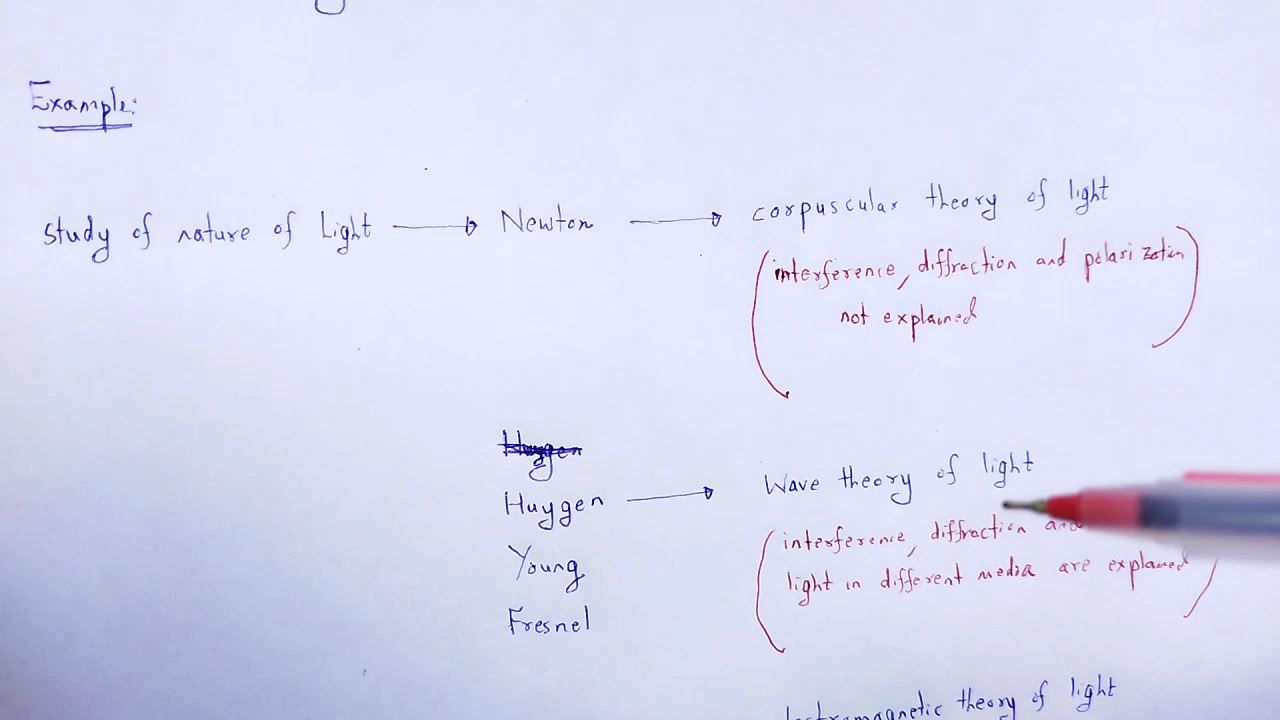 Example:
study of nature of Light → Newton → corpuscular theory of light
(interference, diffraction and polarization
not explained)
Huygen
Huygen → Wave theory of light
(interference, diffraction and
light in different media are explained)
Young
Fresnel
theory of light